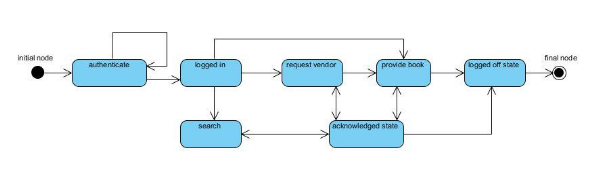 initial node
authenticate
logged in
request vendor
provide book
logged off state
final node
search
acknowledged state